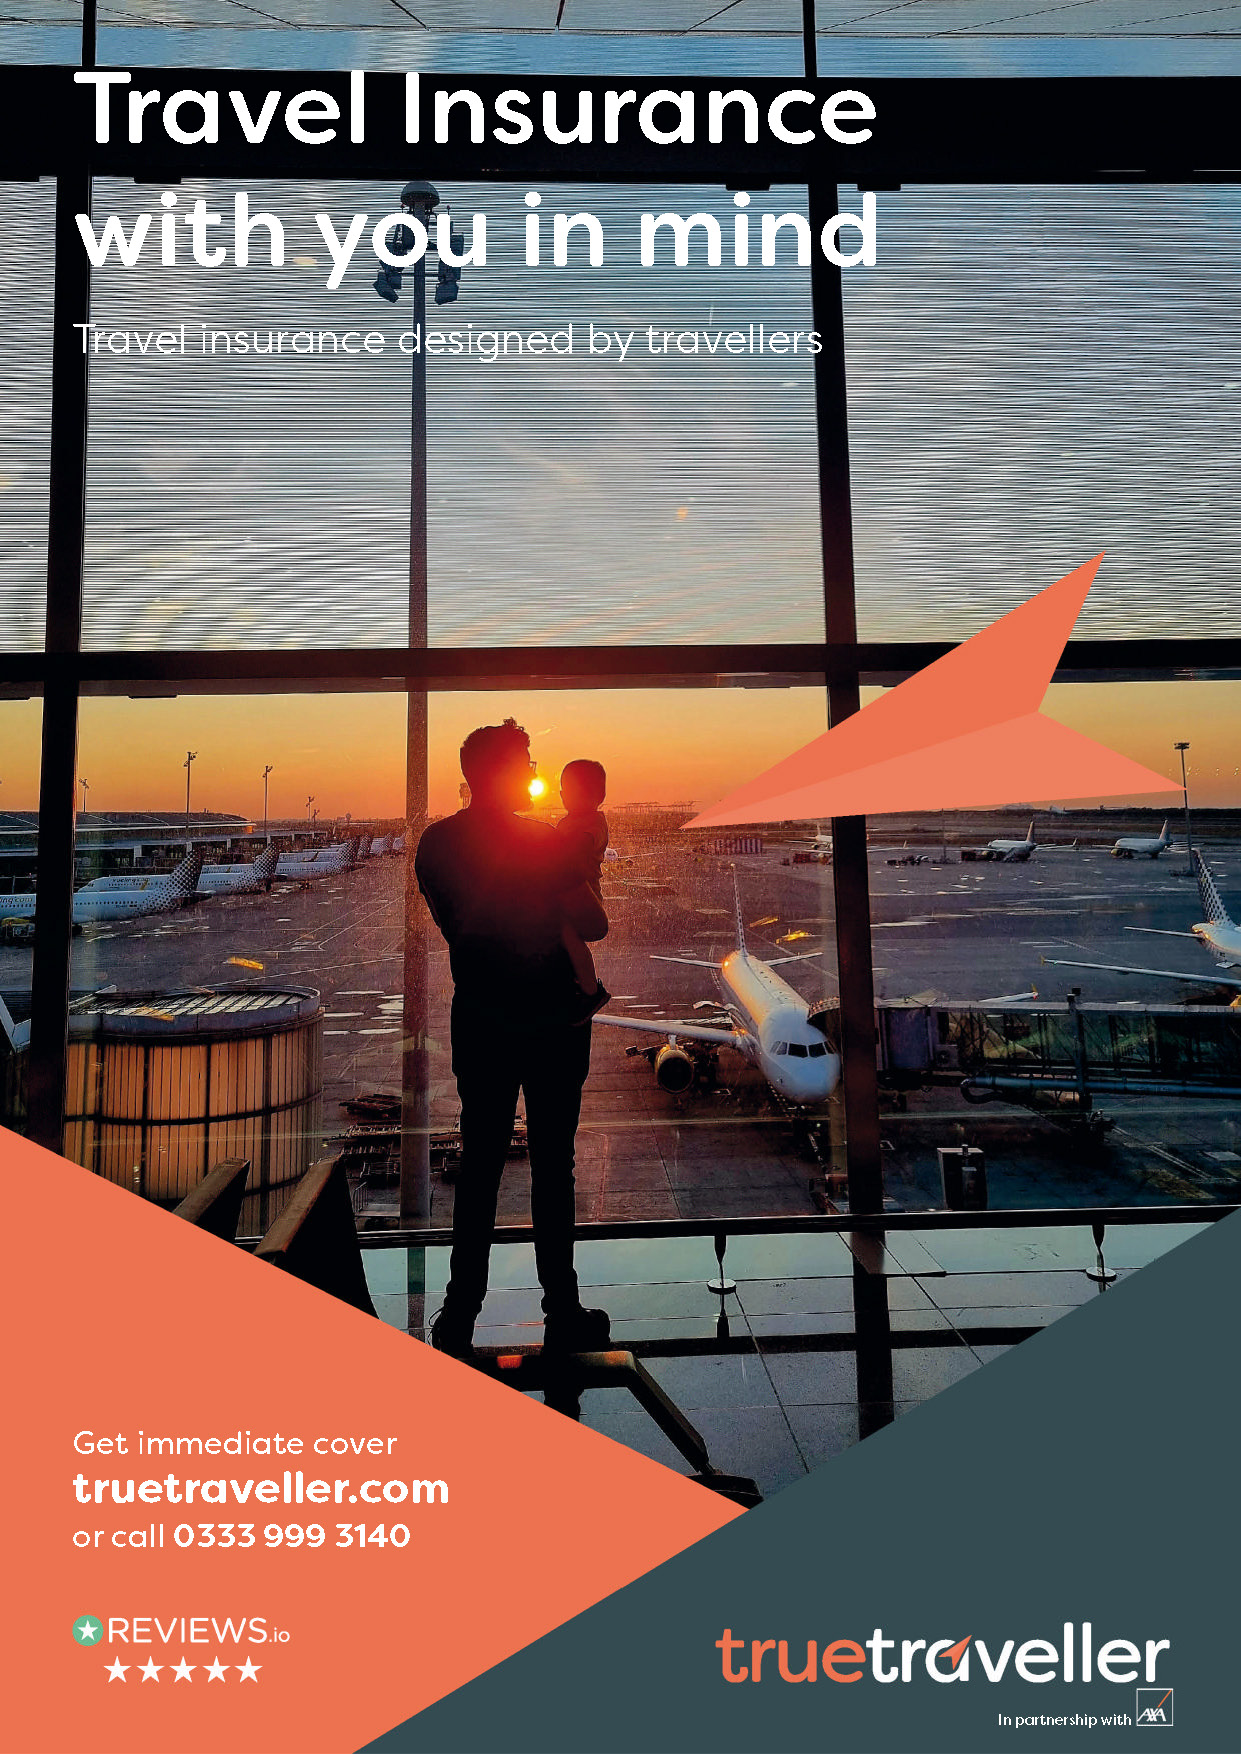 Travel Insurance
with you in mind
Travel insurance designed by travellers
Get immediate cover
truetraveller.com
or call 0333 999 3140
REVIEWS.io
truetraveller
In partnership with AXA